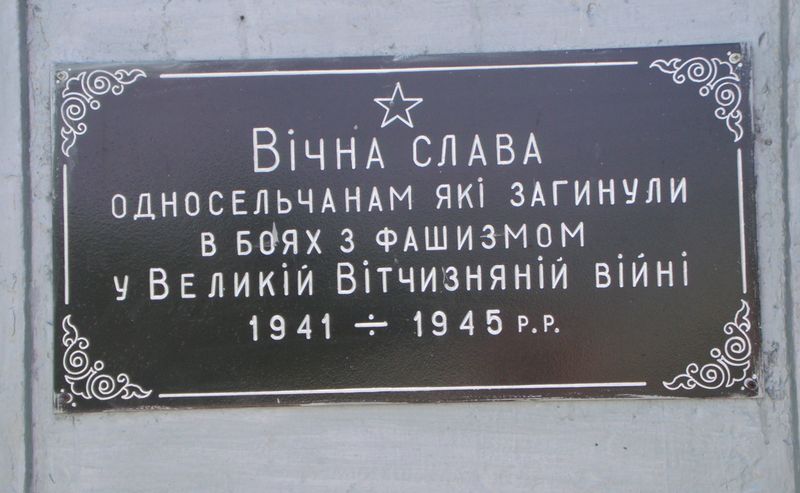 Вічна слава
односельчанам які загинули
в боях з фашизмом
у Великій Вітчизняній війні
1941 ÷ 1945 р.р.